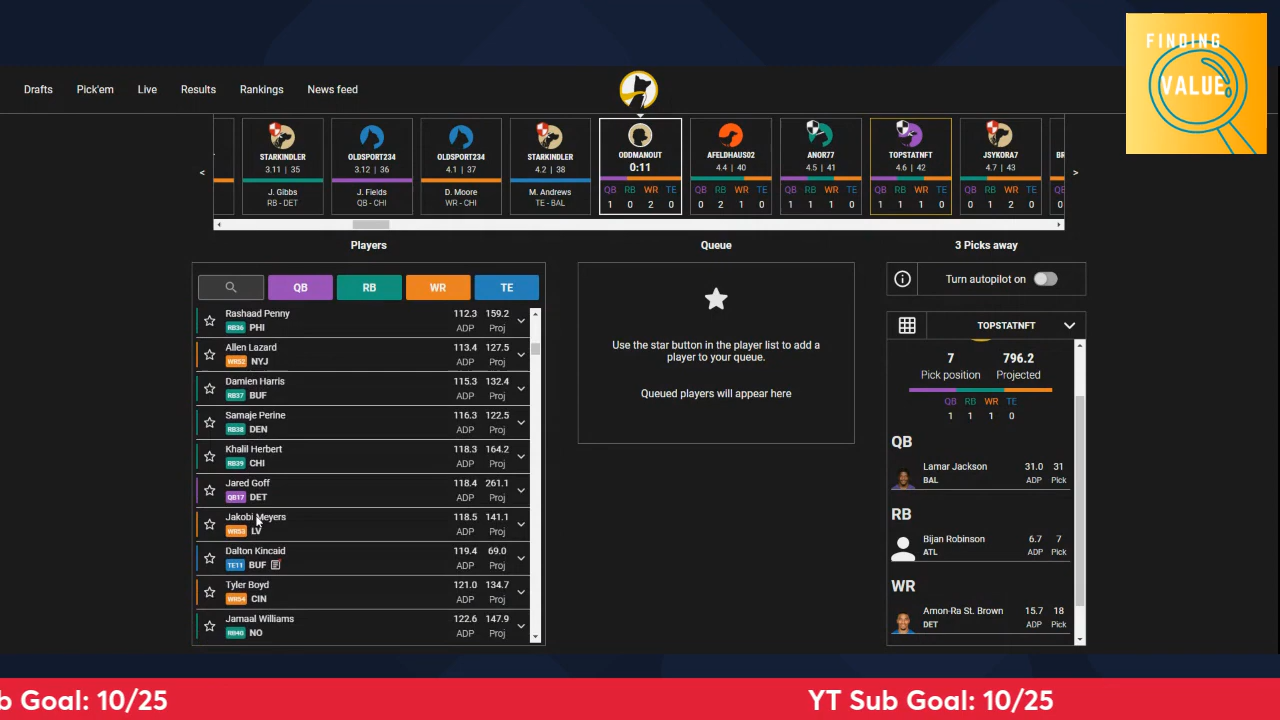 FINDING
VALUE
Drafts Pick'em Live Results Rankings News feed
<
STARKINDLER
3.11 | 35
J. Gibbs
RB - DET
OLDSPORT234
3.12 | 36
J. Fields
QB - CHI
OLDSPORT234
4.1 | 37
D. Moore
WR - CHI
STARKINDLER
4.2 | 38
M. Andrews
TE - BAL
ODDMANOUT
0:11
QB RB WR TE
1 0 2 0
AFELDHAUS02
4.4 | 40
QB RB WR TE
0 2 1 0
ANOR77
4.5 | 41
QB RB WR TE
1 1 1 0
TOPSTATNFT
4.6 | 42
QB RB WR TE
1 1 1 0
JSYKORA7
4.7 | 43
QB RB WR TE
0 1 2 0
BR
QB
0
>
Players
Queue
3 Picks away
QB RB WR TE
Rashaad Penny 112.3 159.2
RB36 PHI ADP Proj
Allen Lazard 113.4 127.5
WR52 NYJ ADP Proj
Damien Harris 115.3 132.4
RB37 BUF ADP Proj
Samaje Perine 116.3 122.5
RB38 DEN ADP Proj
Khalil Herbert 118.3 164.2
RB39 CHI ADP Proj
Jared Goff 118.4 261.1
QB17 DET ADP Proj
Jakobi Meyers 118.5 141.1
WR53 LV ADP Proj
Dalton Kincaid 119.4 69.0
TE11 BUF ADP Proj
Tyler Boyd 121.0 134.7
WR54 CIN ADP Proj
Jamaal Williams 122.6 147.9
RB40 NO ADP Proj
Use the star button in the player list to add a
player to your queue.
Queued players will appear here
Turn autopilot on
TOPSTATNFT
7 796.2
Pick position Projected
QB RB WR TE
1 1 1 0
QB
Lamar Jackson 31.0 31
BAL ADP Pick
RB
Bijan Robinson 6.7 7
ATL ADP Pick
WR
Amon-Ra St. Brown 15.7 18
DET ADP Pick
b Goal: 10/25 YT Sub Goal: 10/25